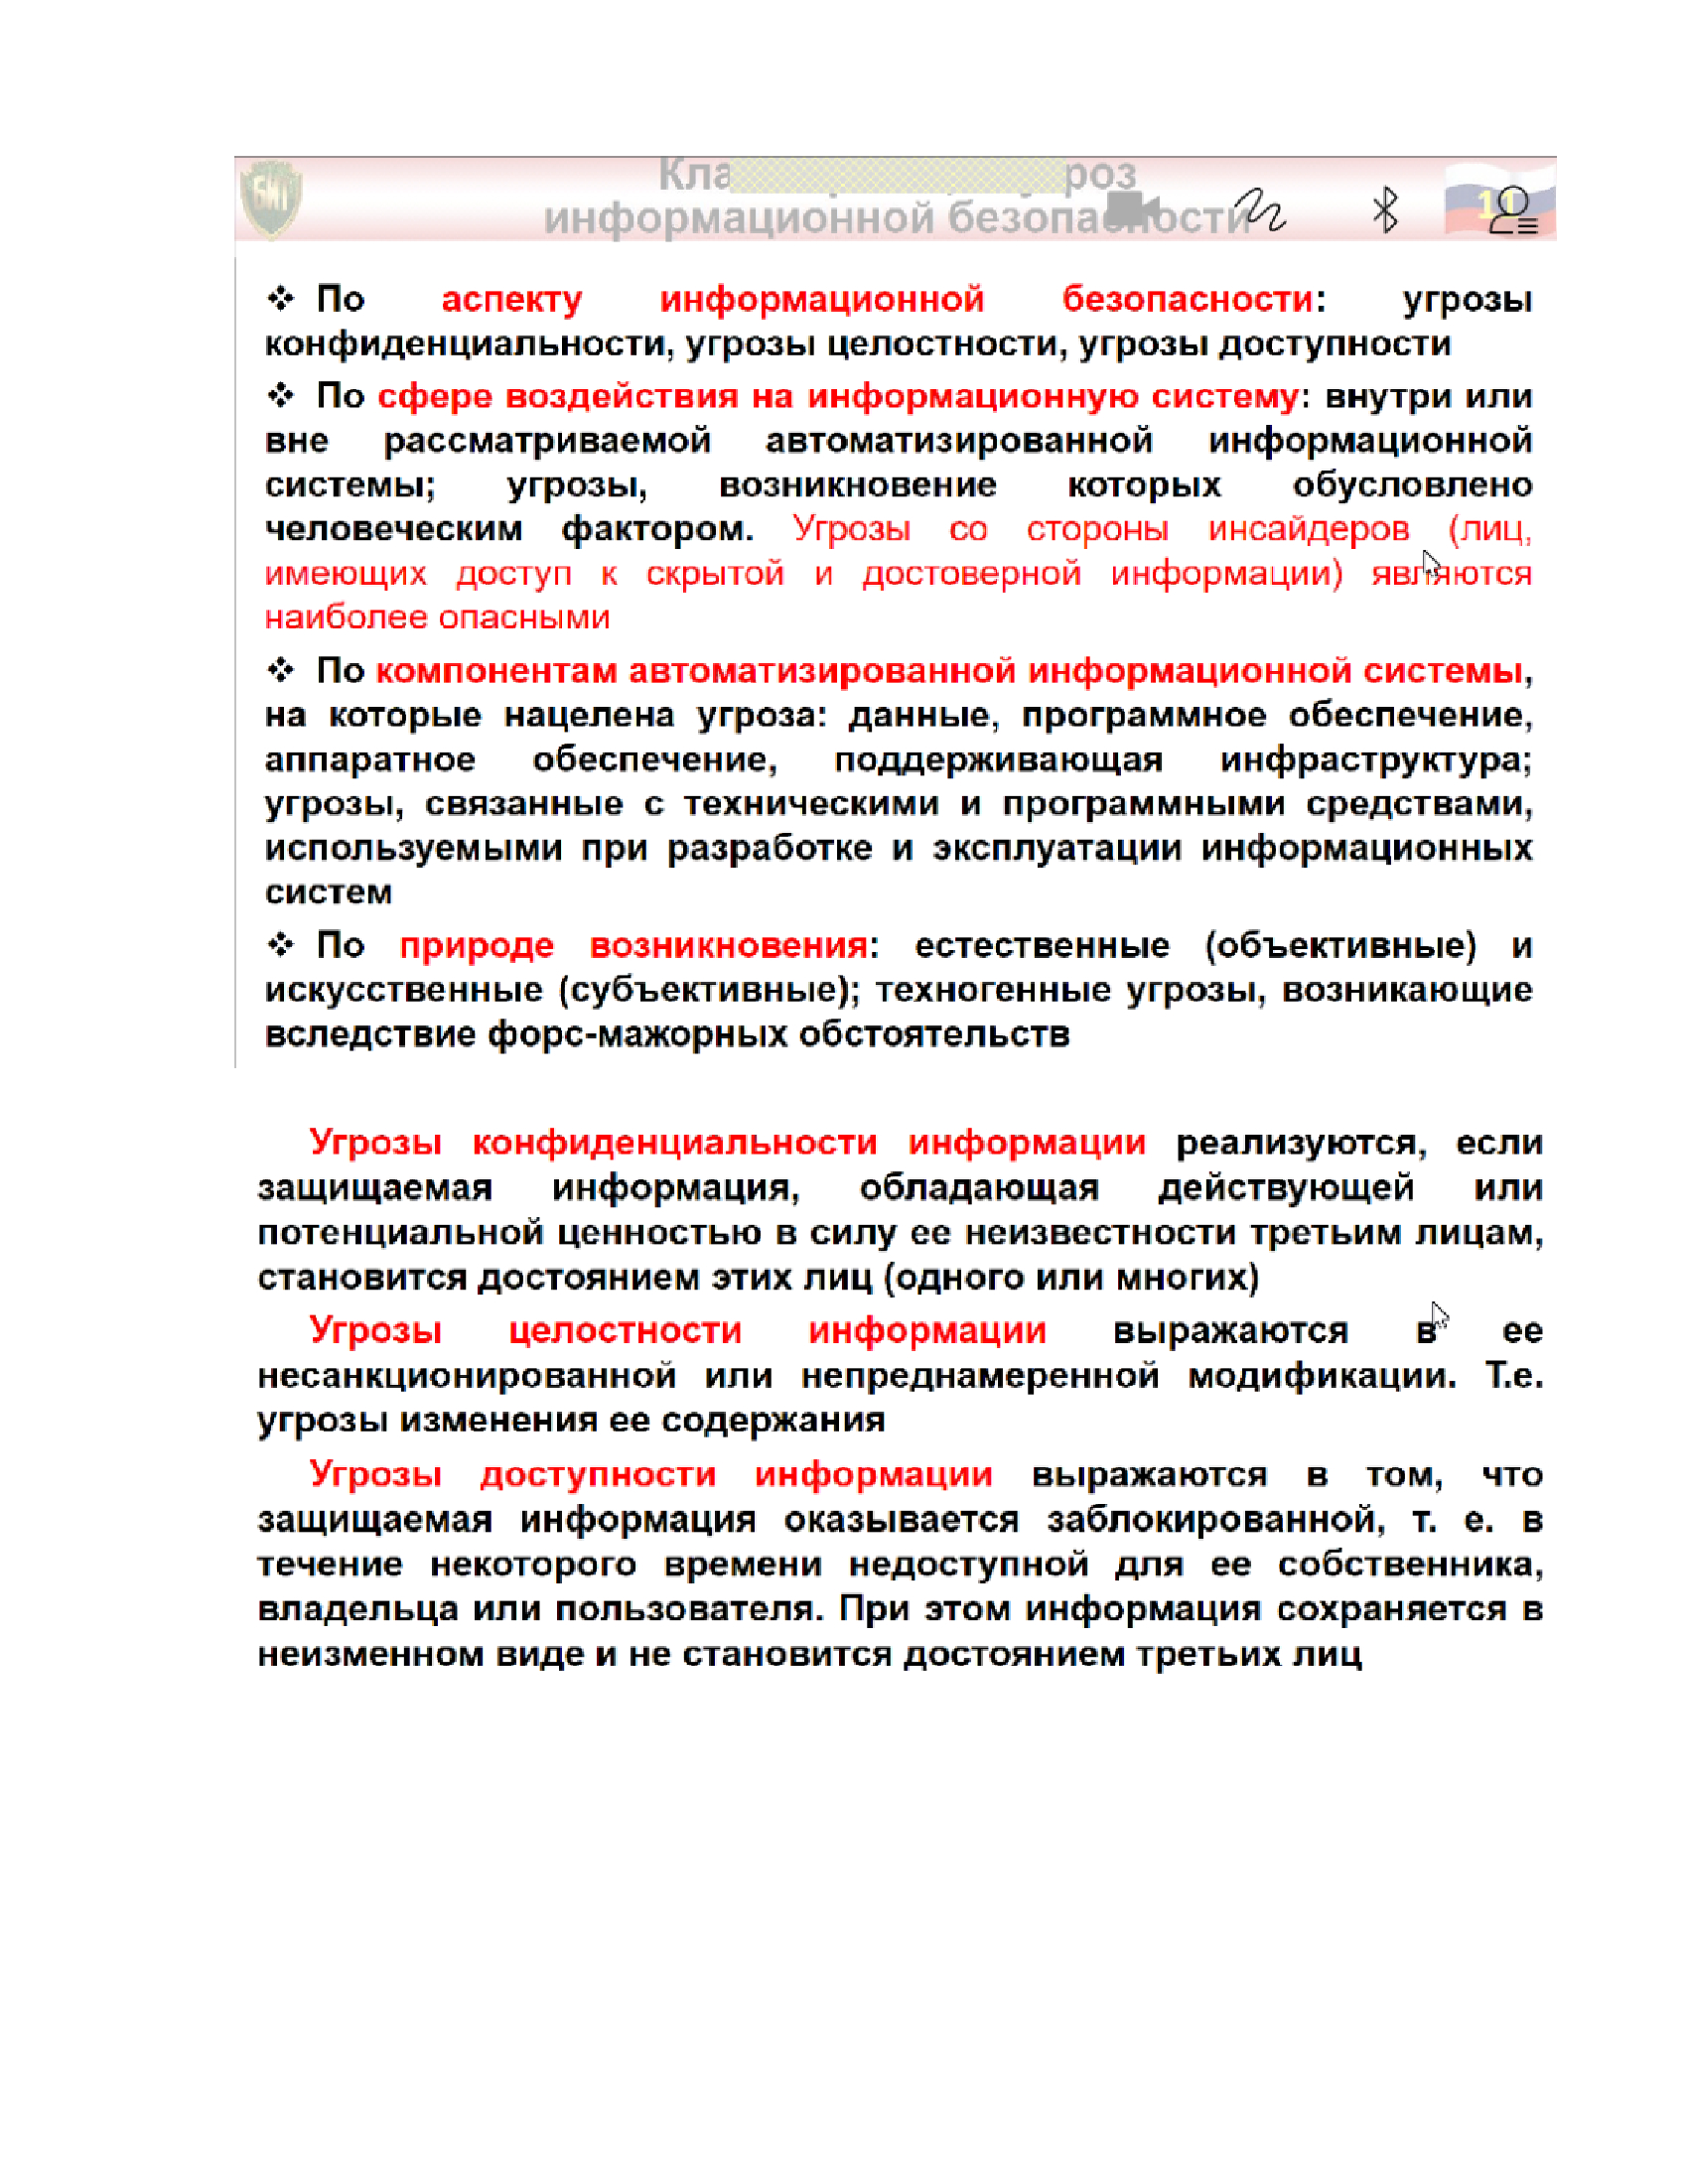 БИТ
роз
информационной безопасности
11
❖ По аспекту информационной безопасности: угрозы
конфиденциальности, угрозы целостности, угрозы доступности
❖ По сфере воздействия на информационную систему: внутри или
вне рассматриваемой автоматизированной информационной
системы; угрозы, возникновение которых обусловлено
человеческим фактором. Угрозы со стороны инсайдеров (лиц,
имеющих доступ к скрытой и достоверной информации) являются
наиболее опасными
❖ По компонентам автоматизированной информационной системы,
на которые нацелена угроза: данные, программное обеспечение,
аппаратное обеспечение, поддерживающая инфраструктура;
угрозы, связанные с техническими и программными средствами,
используемыми при разработке и эксплуатации информационных
систем
❖ По природе возникновения: естественные (объективные) и
искусственные (субъективные); техногенные угрозы, возникающие
вследствие форс-мажорных обстоятельств
Угрозы конфиденциальности информации реализуются, если
защищаемая информация, обладающая действующей или
потенциальной ценностью в силу ее неизвестности третьим лицам,
становится достоянием этих лиц (одного или многих)
Угрозы целостности информации выражаются в ее
несанкционированной или непреднамеренной модификации. Т.е.
угрозы изменения ее содержания
Угрозы доступности информации выражаются в том, что
защищаемая информация оказывается заблокированной, т. е. в
течение некоторого времени недоступной для ее собственника,
владельца или пользователя. При этом информация сохраняется в
неизменном виде и не становится достоянием третьих лиц